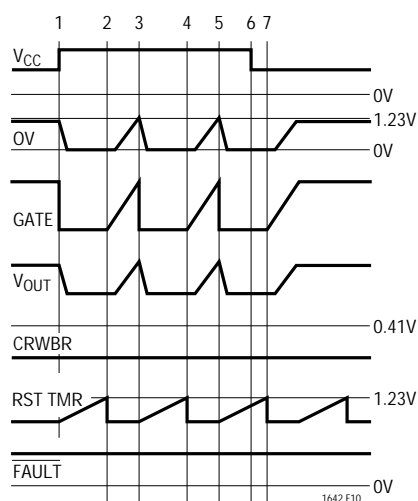 1 2 3 4 5 6 7
VCC
0V
1.23V
OV
0V
GATE
VOUT
0.41V
CRWBR
RST TMR
1.23V
FAULT
0V
1642 F10